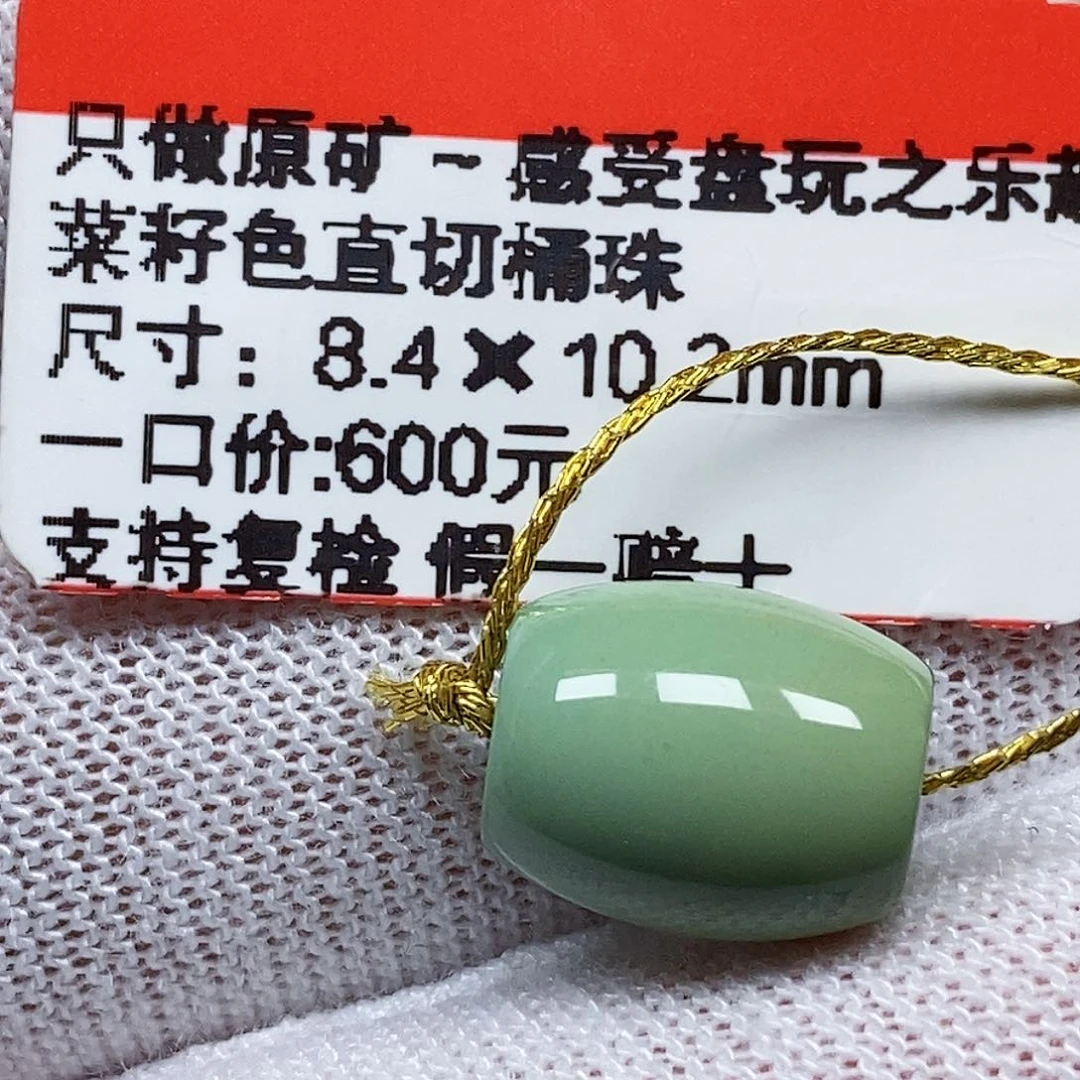 只做原矿~感受盘玩之乐趣
菜籽色直切桶珠
尺寸：8.4×10.2mm
一口价:600元
支持复检 假一赔十